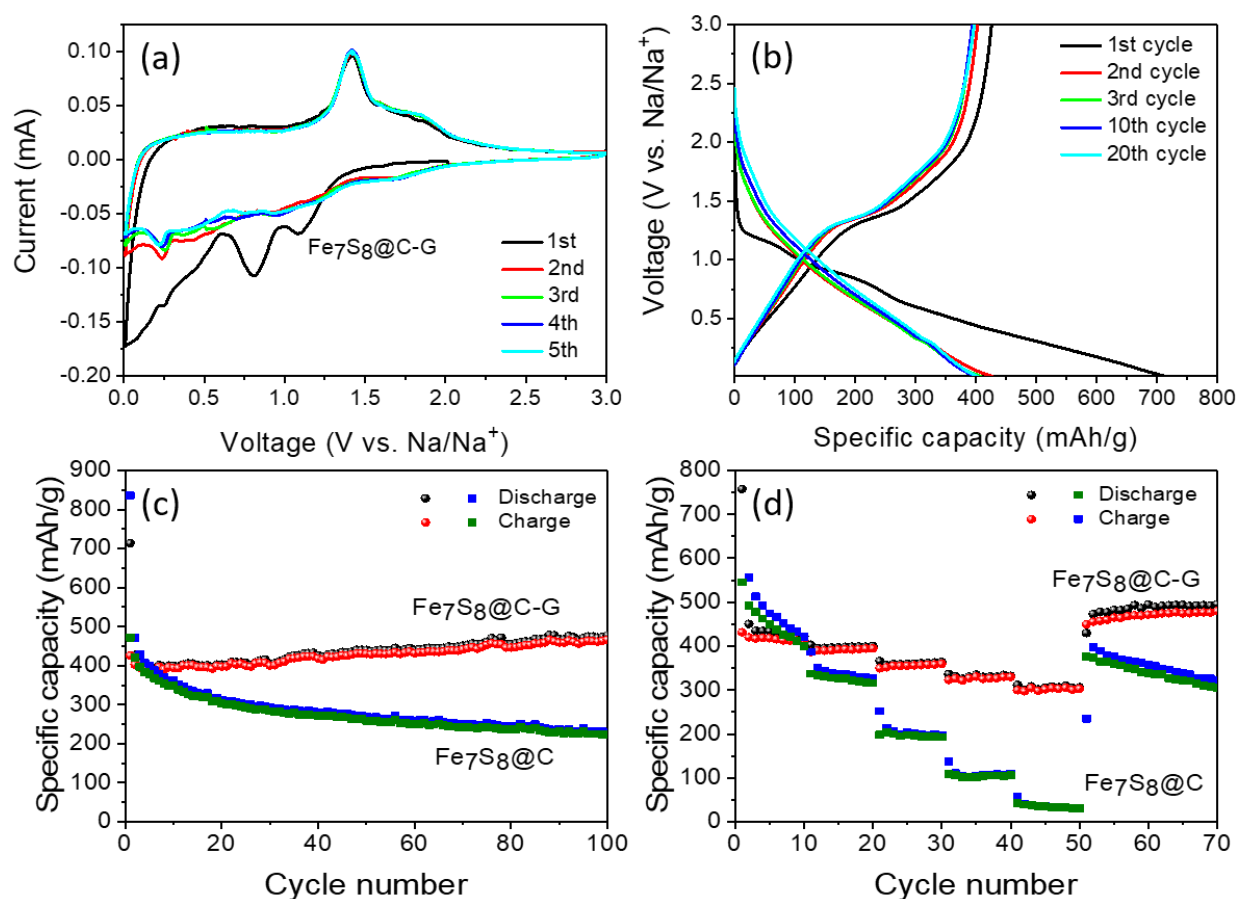 (a)
0.10
0.05
0.00
-0.05
-0.10
-0.15
-0.20
Current (mA)
Fe₇S₈@C-G
1st
2nd
3rd
4th
5th
0.0 0.5 1.0 1.5 2.0 2.5 3.0
Voltage (V vs. Na/Na⁺)
(b)
3.0
2.5
2.0
1.5
1.0
0.5
Voltage (V vs. Na/Na⁺)
1st cycle
2nd cycle
3rd cycle
10th cycle
20th cycle
0 100 200 300 400 500 600 700 800
Specific capacity (mAh/g)
(c)
900
800
700
600
500
400
300
200
100
0
Specific capacity (mAh/g)
Discharge
Charge
Fe₇S₈@C-G
Fe₇S₈@C
0 20 40 60 80 100
Cycle number
(d)
800
700
600
500
400
300
200
100
0
Specific capacity (mAh/g)
Discharge
Charge
Fe₇S₈@C-G
Fe₇S₈@C
0 10 20 30 40 50 60 70
Cycle number